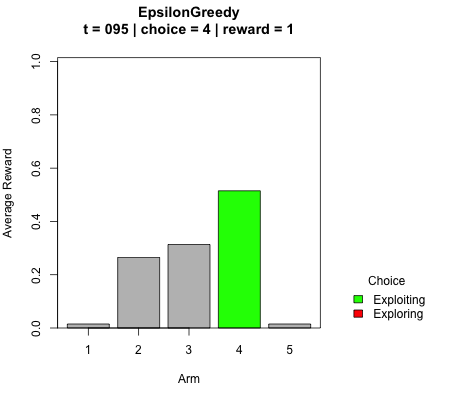 EpsilonGreedy
t = 095 | choice = 4 | reward = 1
Average Reward
1.0
0.8
0.6
0.4
0.2
0.0
1 2 3 4 5
Arm
Choice
Exploiting
Exploring